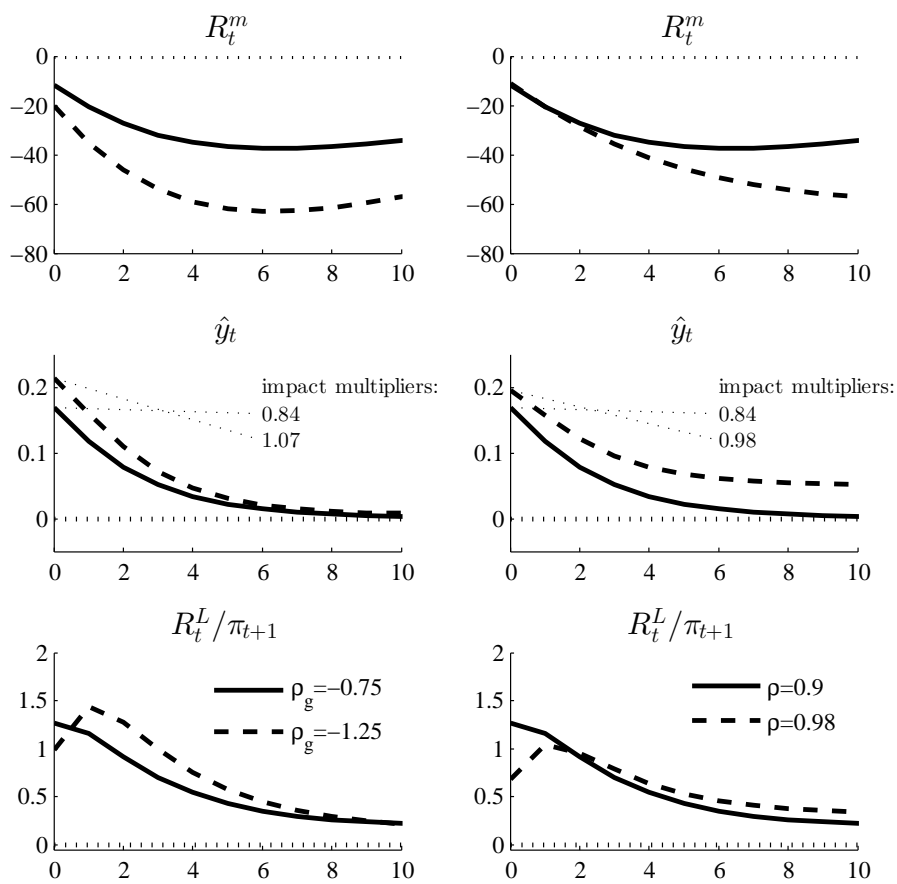 R_t^m
0
−20
−40
−60
−80
0 2 4 6 8 10
R_t^m
0
−20
−40
−60
−80
0 2 4 6 8 10
ŷ_t
0.2
0.1
0
impact multipliers:
0.84
1.07
0 2 4 6 8 10
ŷ_t
0.2
0.1
0
impact multipliers:
0.84
0.98
0 2 4 6 8 10
R_t^L/π_{t+1}
2
1.5
1
0.5
0
ρ_g=−0.75
ρ_g=−1.25
0 2 4 6 8 10
R_t^L/π_{t+1}
2
1.5
1
0.5
0
ρ=0.9
ρ=0.98
0 2 4 6 8 10